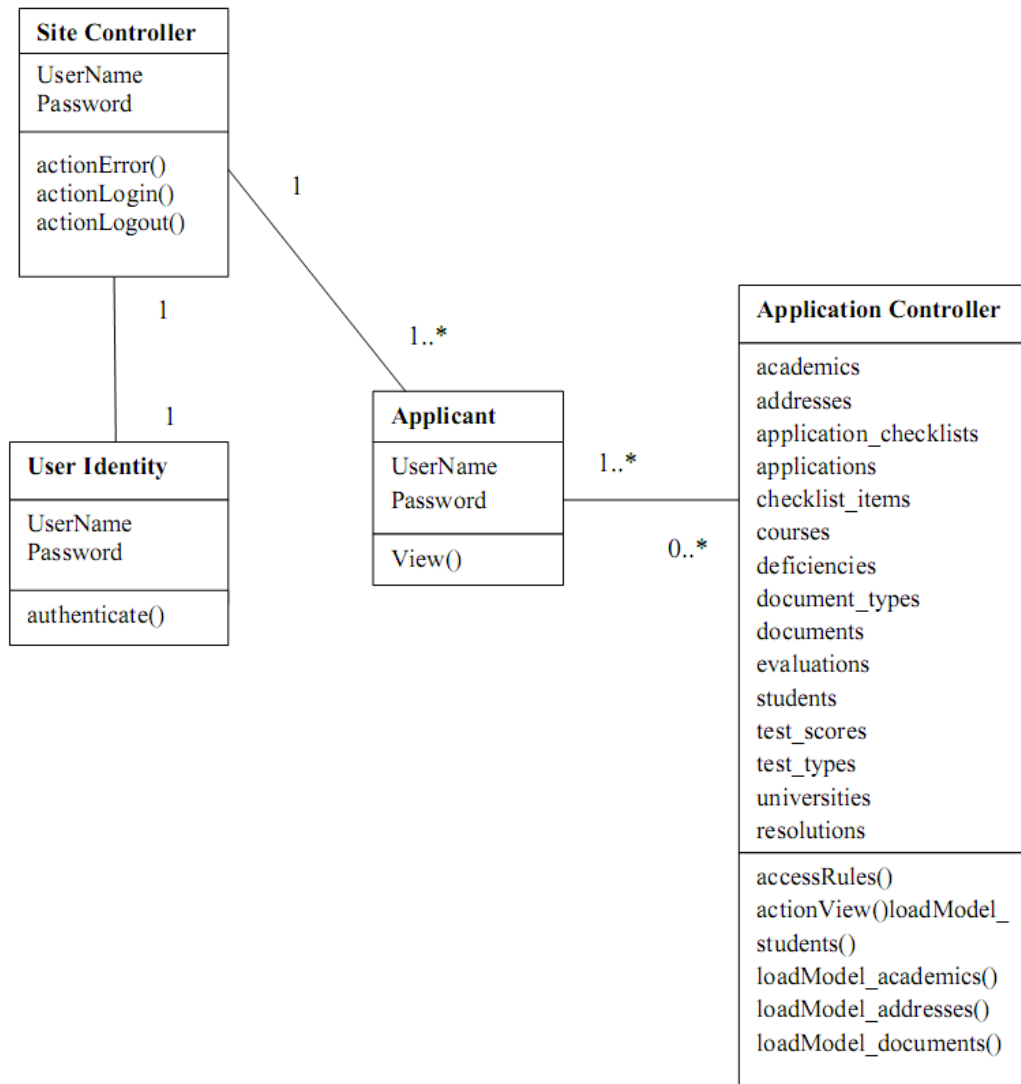 Site Controller
UserName
Password
actionError()
actionLogin()
actionLogout()
1
1..*
1
1
User Identity
UserName
Password
authenticate()
Applicant
UserName
Password
View()
1..*
0..*
Application Controller
academics
addresses
application_checklists
applications
checklist_items
courses
deficiencies
document_types
documents
evaluations
students
test_scores
test_types
universities
resolutions
accessRules()
actionView()loadModel_
students()
loadModel_academics()
loadModel_addresses()
loadModel_documents()